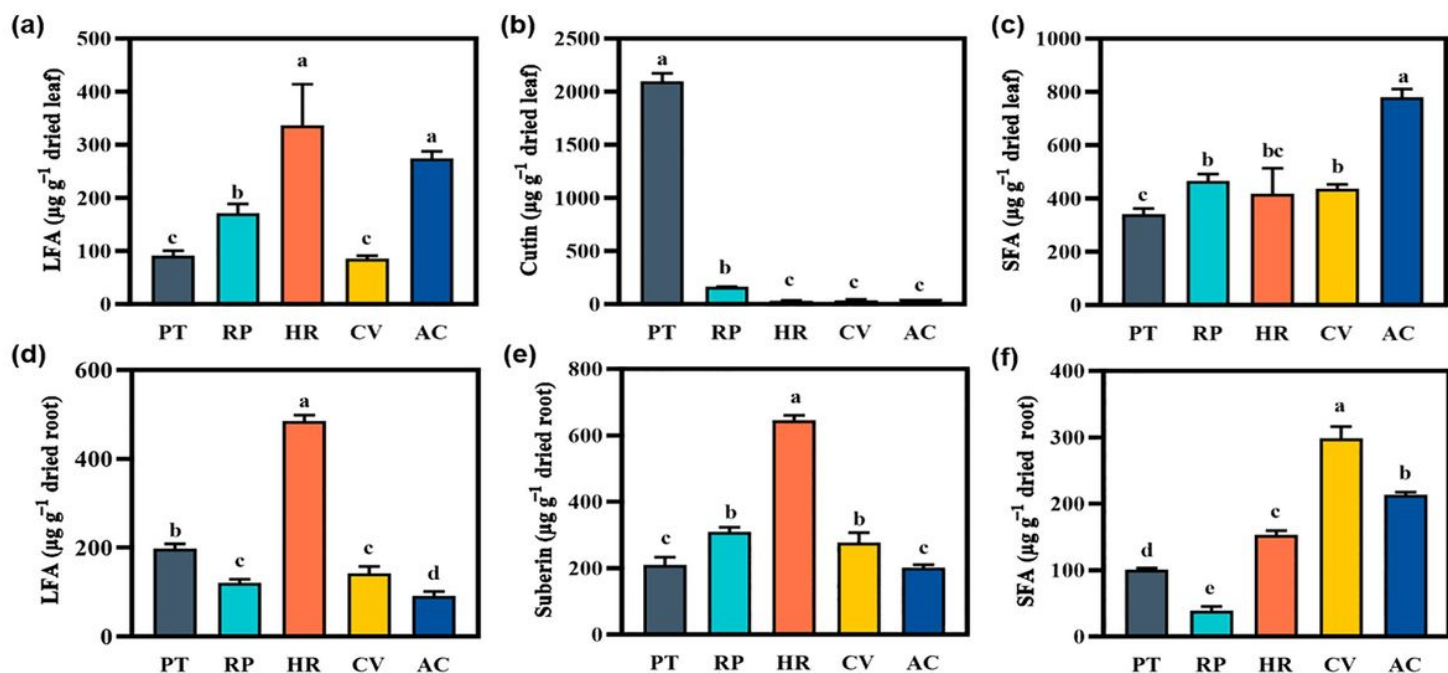 (a)
LFA (µg g⁻¹ dried leaf)
500
400
300
200
100
0
c
b
a
c
a
PT RP HR CV AC
(b)
Cutin (µg g⁻¹ dried leaf)
2500
2000
1500
1000
500
0
a
b
c
c
c
PT RP HR CV AC
(c)
SFA (µg g⁻¹ dried leaf)
1000
800
600
400
200
0
c
b
bc
b
a
PT RP HR CV AC
(d)
LFA (µg g⁻¹ dried root)
600
400
200
0
b
c
a
c
d
PT RP HR CV AC
(e)
Suberin (µg g⁻¹ dried root)
800
600
400
200
0
c
b
a
b
c
PT RP HR CV AC
(f)
SFA (µg g⁻¹ dried root)
400
300
200
100
0
d
e
c
a
b
PT RP HR CV AC